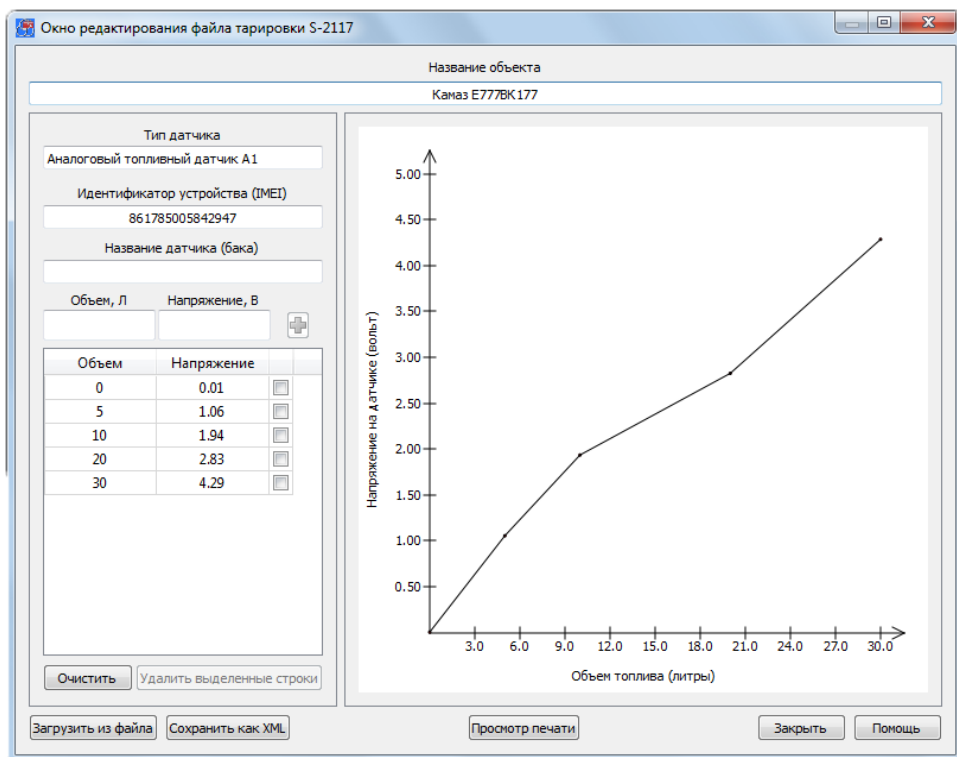 Окно редактирования файла тарировки S-2117
Название объекта
Камаз Е777ВК177
Тип датчика
Аналоговый топливный датчик А1
Идентификатор устройства (IMEI)
861785005842947
Название датчика (бака)
Объем, Л Напряжение, В
Объем Напряжение
0 0.01
5 1.06
10 1.94
20 2.83
30 4.29
Очистить Удалить выделенные строки
Напряжение на датчике (вольт)
5.00
4.50
4.00
3.50
3.00
2.50
2.00
1.50
1.00
0.50
3.0 6.0 9.0 12.0 15.0 18.0 21.0 24.0 27.0 30.0
Объем топлива (литры)
Загрузить из файла Сохранить как XML Просмотр печати Закрыть Помощь